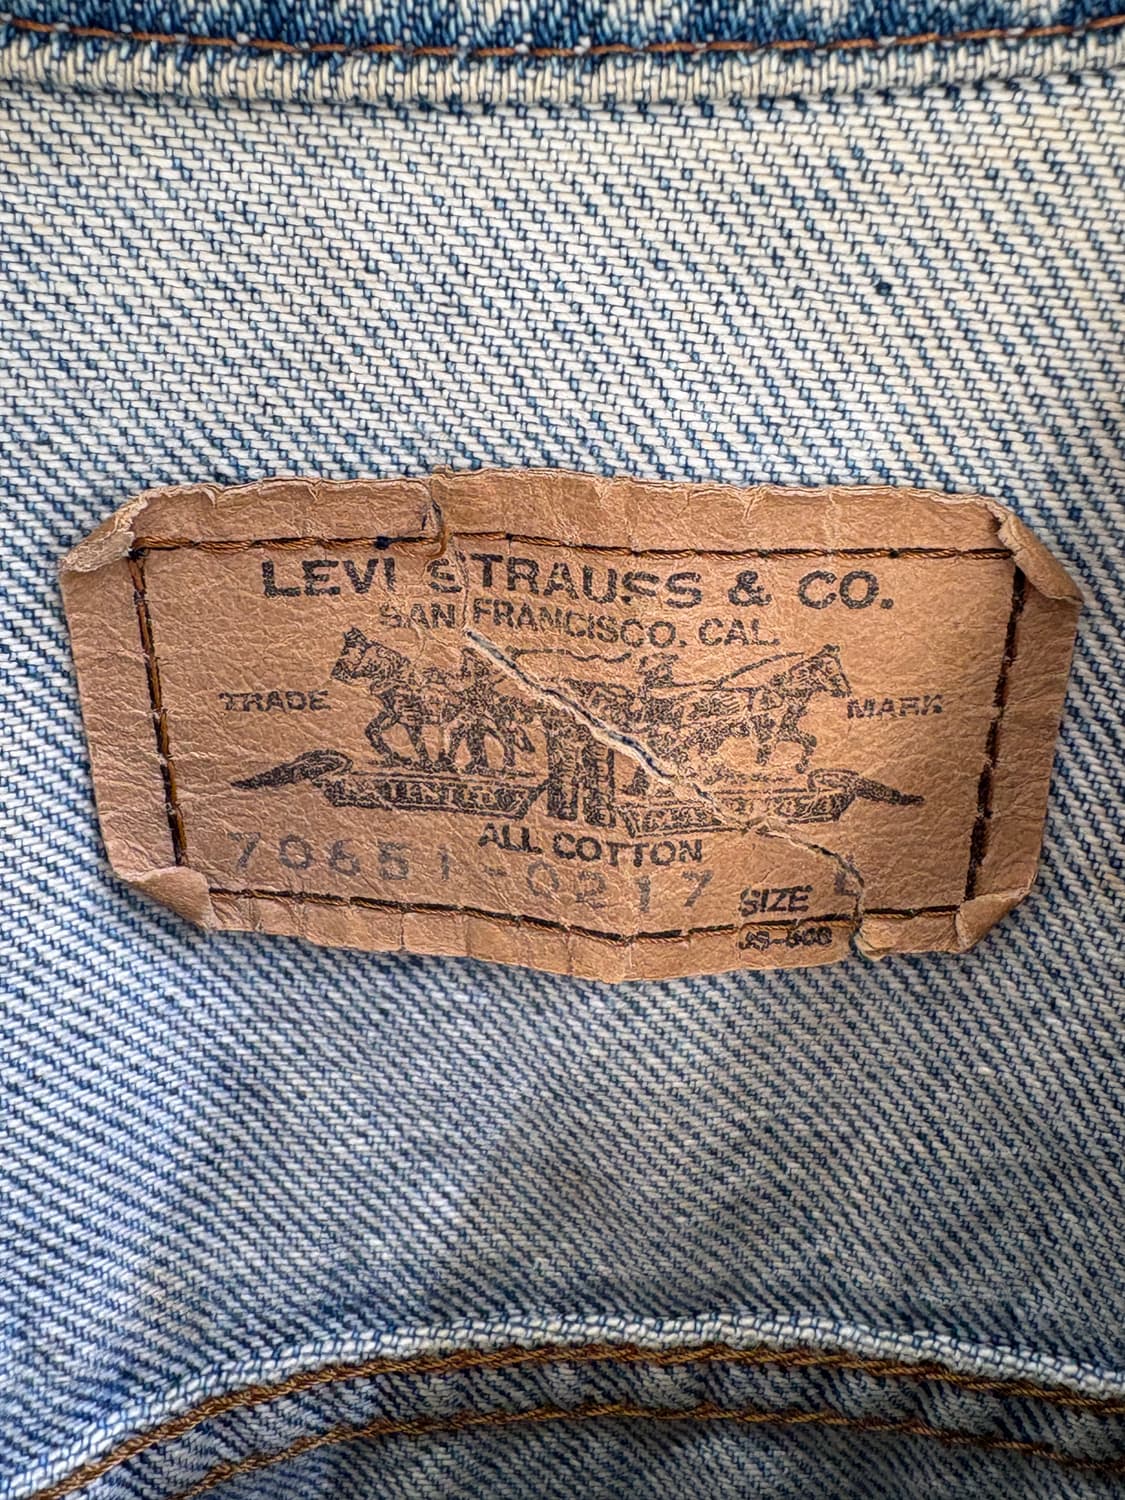 LEVI STRAUSS & CO.
SAN FRANCISCO, CAL.
TRADE MARK
ALL COTTON
70651-0217
SIZE L